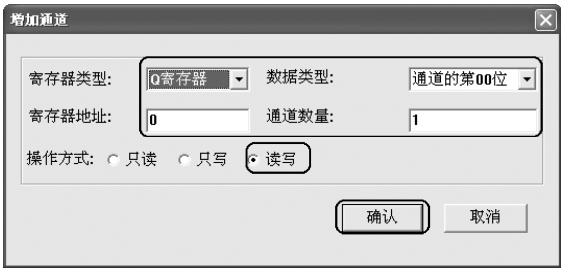 增加通道
寄存器类型: Q寄存器 数据类型: 通道的第00位
寄存器地址: 0 通道数量: 1
操作方式: 只读 只写 读写
确认 取消